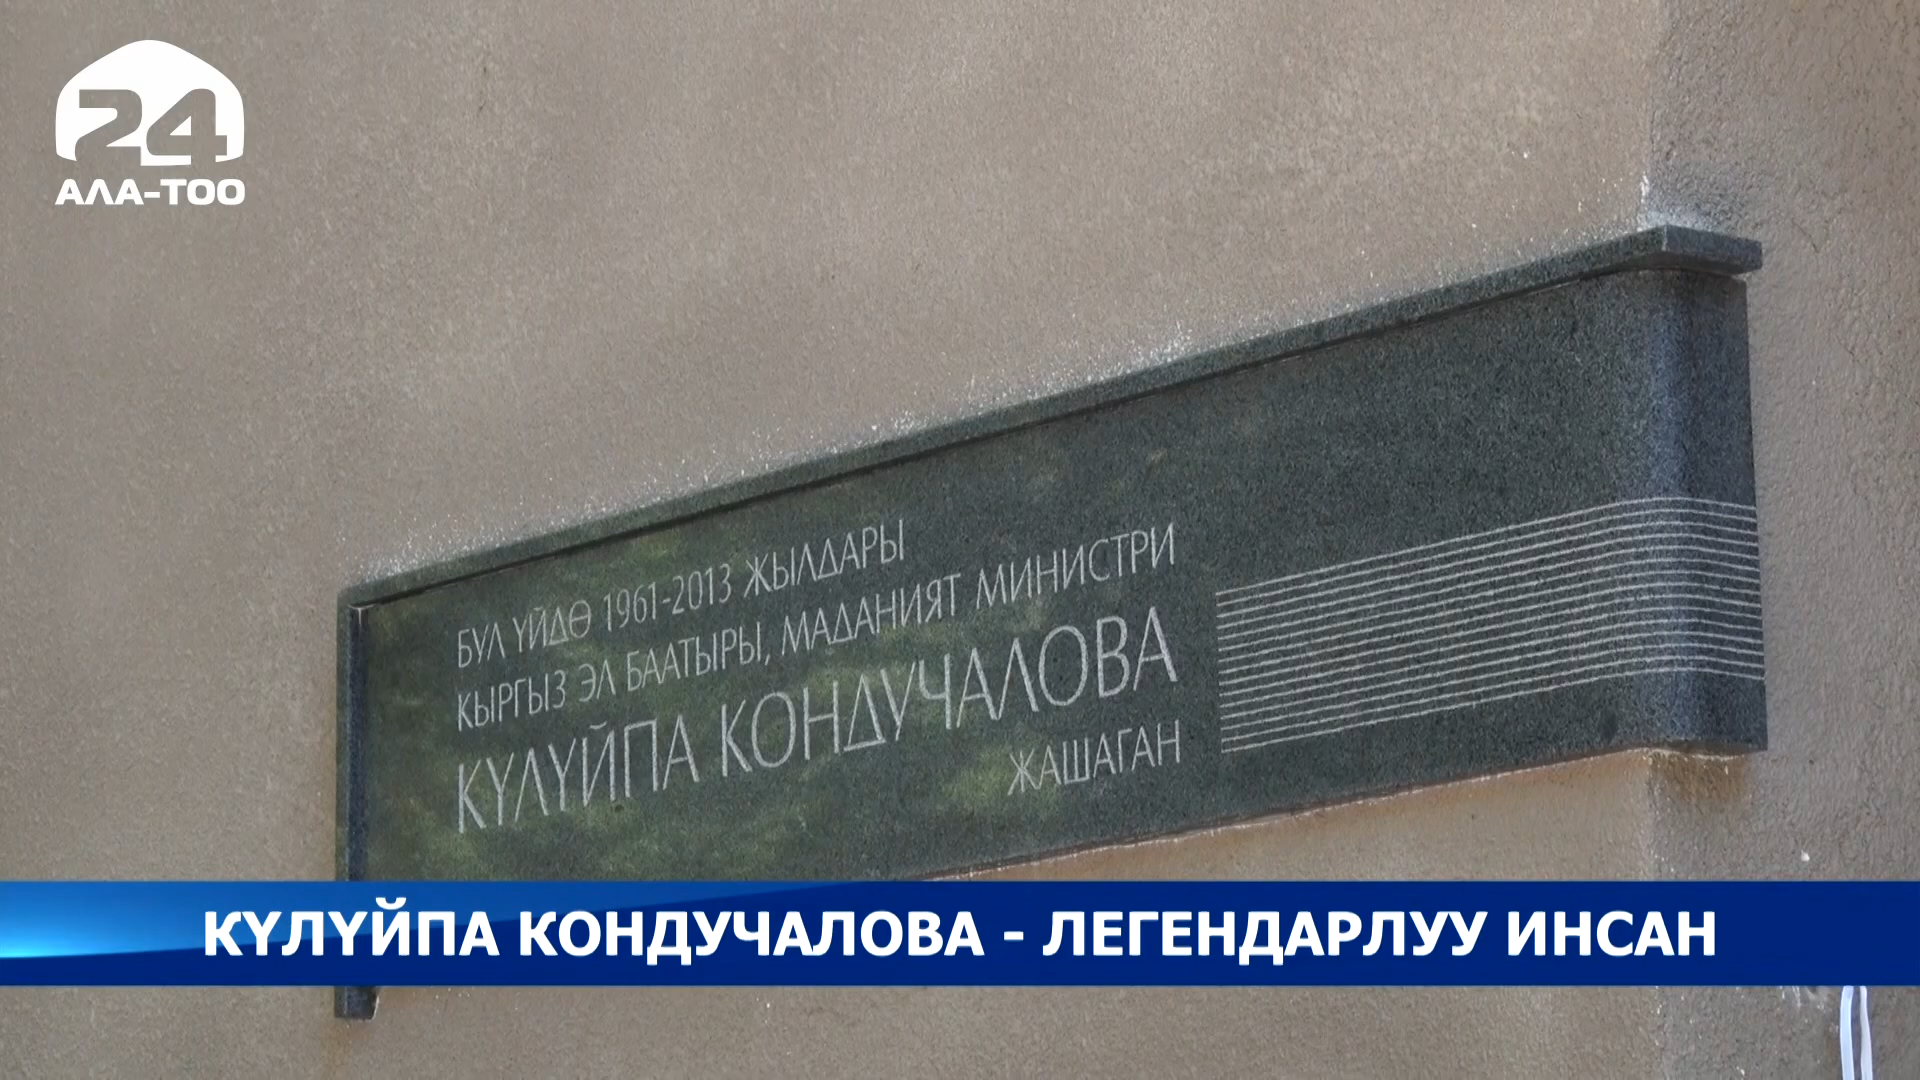 24
АЛА-ТОО
БУЛ ҮЙДӨ 1961-2013 ЖЫЛДАРЫ
КЫРГЫЗ ЭЛ БААТЫРЫ, МАДАНИЯТ МИНИСТРИ
КҮЛҮЙПА КОНДУЧАЛОВА
ЖАШАГАН
КҮЛҮЙПА КОНДУЧАЛОВА - ЛЕГЕНДАРЛУУ ИНСАН